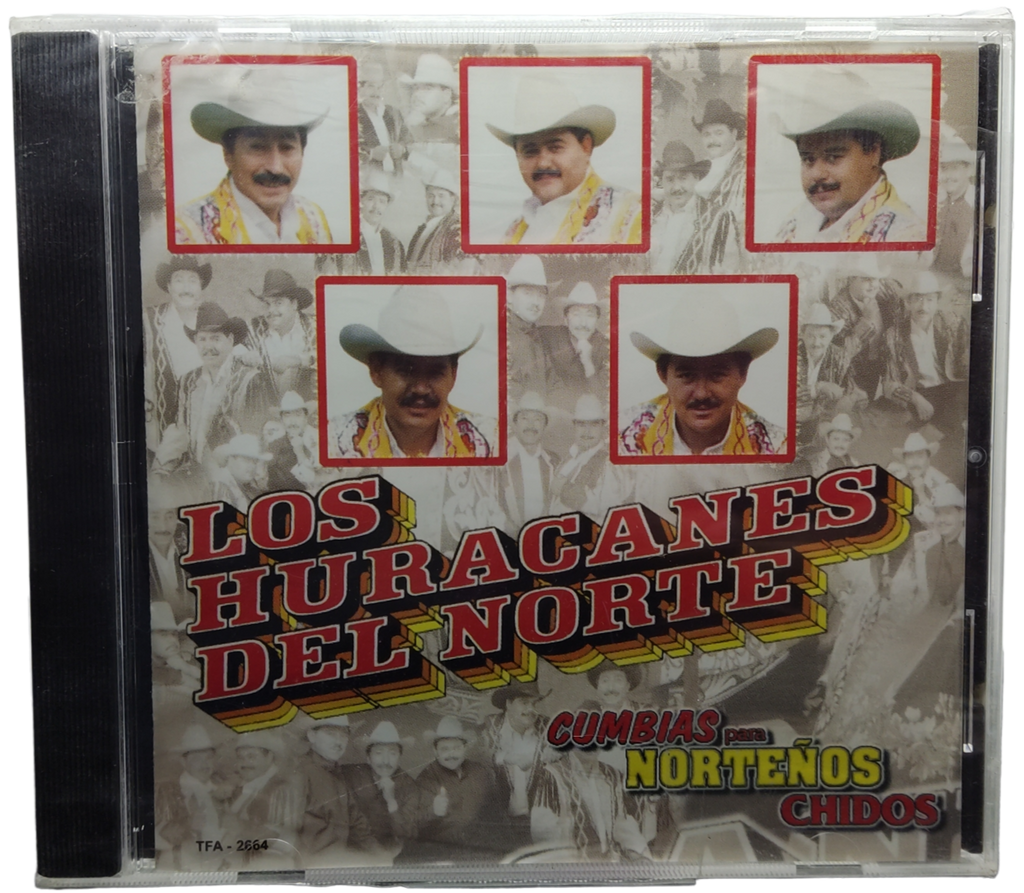 LOS
HURACANES
DEL NORTE
CUMBIAS para
NORTEÑOS
CHIDOS
TFA - 2664